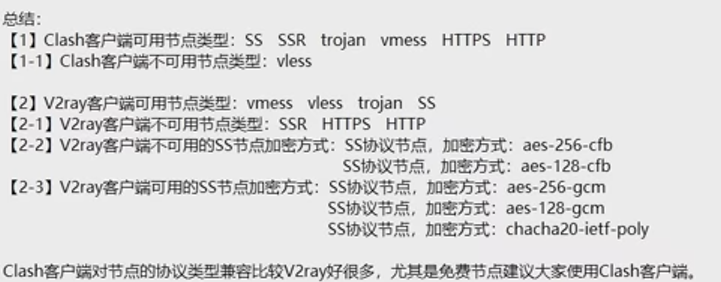 总结：
【1】Clash客户端可用节点类型：SS SSR trojan vmess HTTPS HTTP
【1-1】Clash客户端不可用节点类型：vless
【2】V2ray客户端可用节点类型：vmess vless trojan SS
【2-1】V2ray客户端不可用节点类型：SSR HTTPS HTTP
【2-2】V2ray客户端不可用的SS节点加密方式：SS协议节点，加密方式：aes-256-cfb
SS协议节点，加密方式：aes-128-cfb
【2-3】V2ray客户端可用的SS节点加密方式：SS协议节点，加密方式：aes-256-gcm
SS协议节点，加密方式：aes-128-gcm
SS协议节点，加密方式：chacha20-ietf-poly
Clash客户端对节点的协议类型兼容比较V2ray好很多，尤其是免费节点建议大家使用Clash客户端。